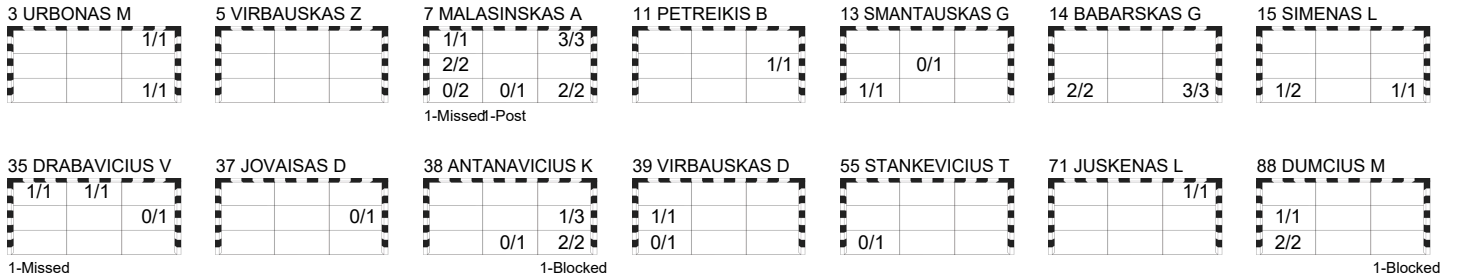 3 URBONAS M 5 VIRBAUSKAS Z 7 MALASINSKAS A 11 PETREIKIS B 13 SMANTAUSKAS G 14 BABARSKAS G 15 SIMENAS L
1/1 1/1 3/3
2/2 1/1 0/1
1/1 0/2 0/1 2/2 1/1 2/2 3/3 1/2 1/1
1-Missed1-Post
35 DRABAVICIUS V 37 JOVAISAS D 38 ANTANAVICIUS K 39 VIRBAUSKAS D 55 STANKEVICIUS T 71 JUSKENAS L 88 DUMCIUS M
1/1 1/1 1/1
0/1 0/1 1/3 1/1 1/1
0/1 2/2 0/1 0/1 2/2
1-Missed 1-Blocked 1-Blocked